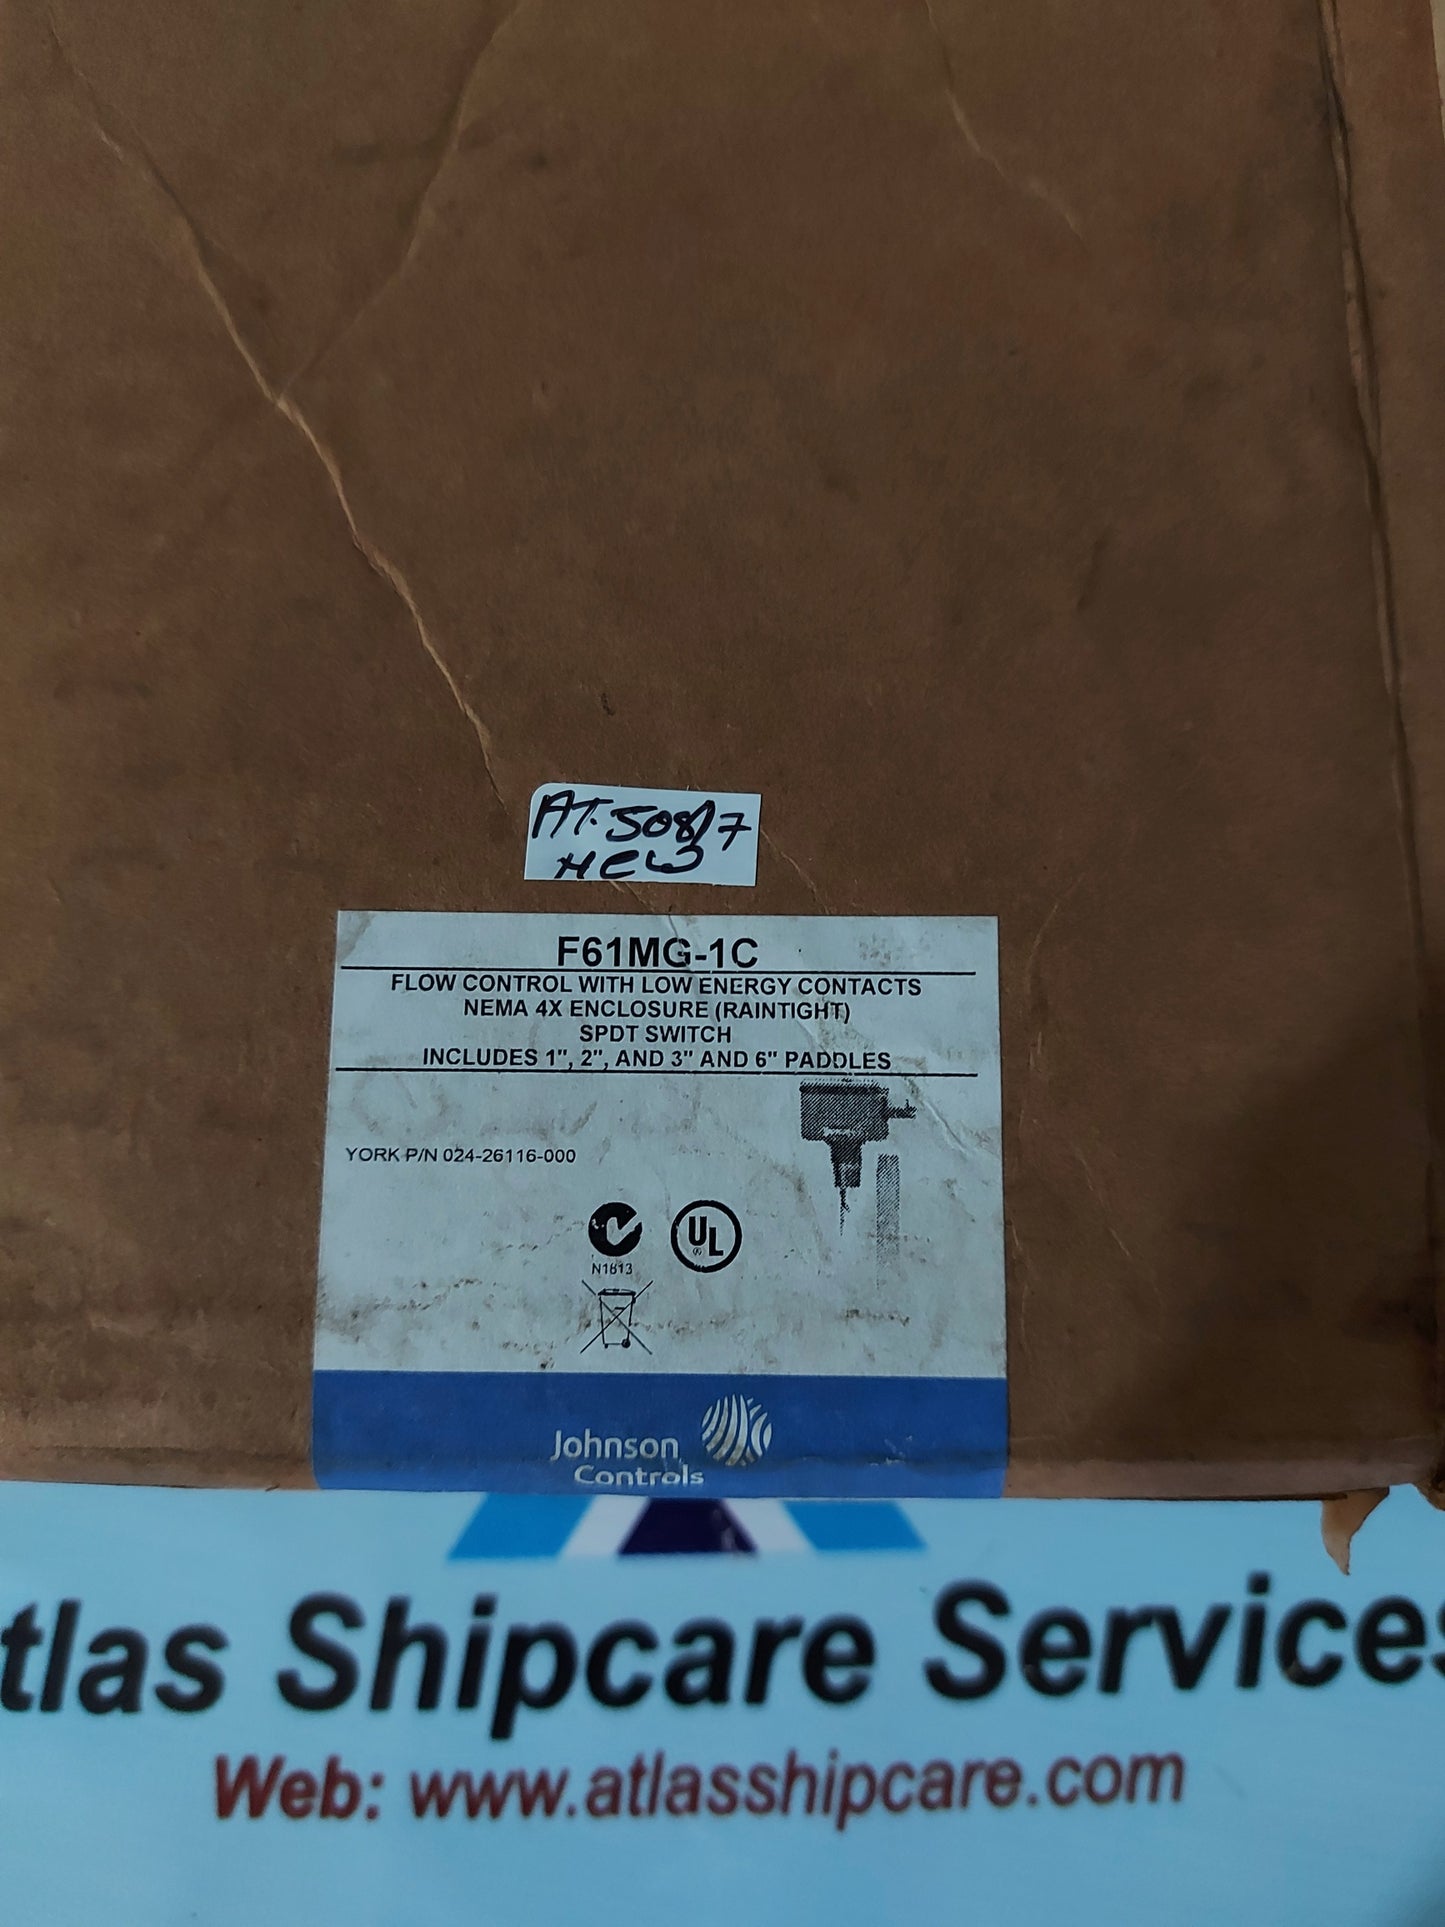 AT-50817
NEW
F61MG-1C
FLOW CONTROL WITH LOW ENERGY CONTACTS
NEMA 4X ENCLOSURE (RAINTIGHT)
SPDT SWITCH
INCLUDES 1", 2", AND 3" AND 6" PADDLES
YORK P/N 024-26116-000
UL
N1813
Johnson
Controls
tlas Shipcare Services
Web: www.atlasshipcare.com